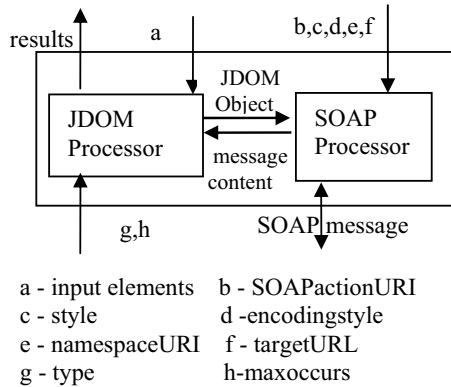 results
a
b,c,d,e,f
JDOM
Object
JDOM
Processor
SOAP
Processor
message
content
g,h
SOAP message
a - input elements b - SOAPactionURI
c - style d -encodingstyle
e - namespaceURI f - targetURL
g - type h-maxoccurs